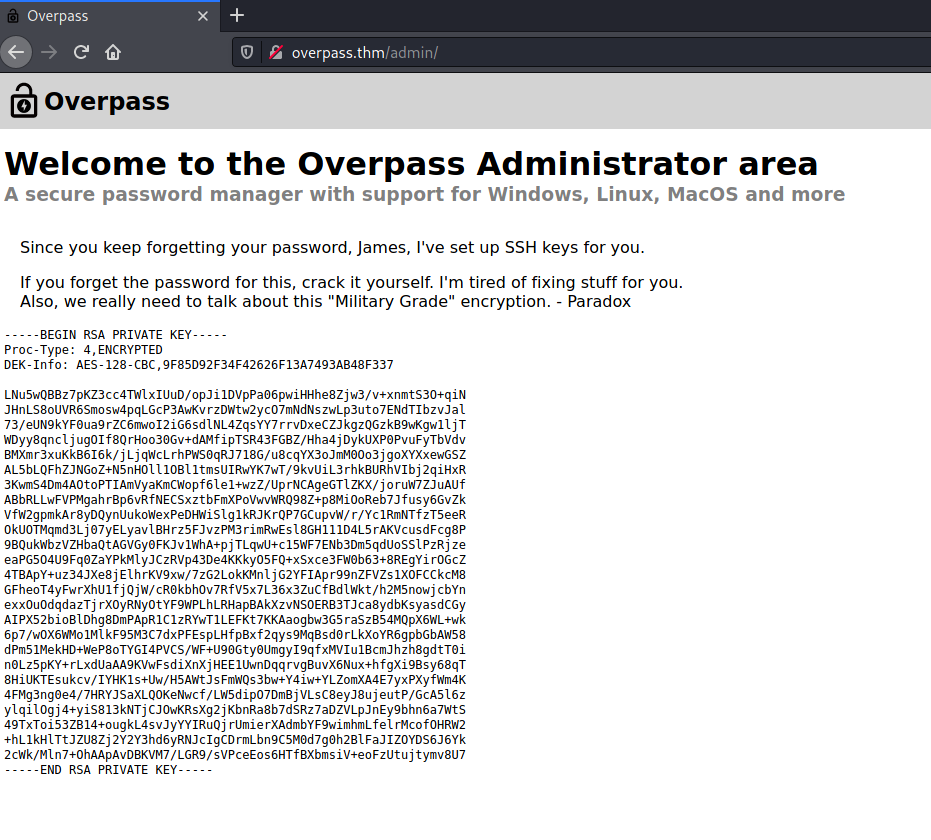 Overpass
overpass.thm/admin/
Overpass
Welcome to the Overpass Administrator area
A secure password manager with support for Windows, Linux, MacOS and more
Since you keep forgetting your password, James, I've set up SSH keys for you.
If you forget the password for this, crack it yourself. I'm tired of fixing stuff for you.
Also, we really need to talk about this "Military Grade" encryption. - Paradox
-----BEGIN RSA PRIVATE KEY-----
Proc-Type: 4,ENCRYPTED
DEK-Info: AES-128-CBC,9F85D92F34F42626F13A7493AB48F337
LNu5wQBBz7pKZ3cc4TWlxIUuD/opJi1DVpPa06pwiHHhe8Zjw3/v+xnmtS3O+qiN
JHnLS8oUVR6Smosw4pqLGcP3AwKvrzDWtw2ycO7mNdNszwLp3uto7ENdTIbzvJal
73/eUN9kYF0ua9rZC6mwoI2iG6sdlNL4ZqsYY7rrvDxeCZJkgzQGzkB9wKgw1ljT
WDyy8qncljugOIf8QrHoo30Gv+dAMfipTSR43FGBZ/Hha4jDykUXP0PvuFyTbVdv
BMXmr3xuKkB6I6k/jLjqWcLrhPWS0qRJ718G/u8cqYX3oJmM0Oo3jgoXYXxewGSZ
AL5bLQFhZJNGoZ+N5nHOll1OBl1tmsUIRwYK7wT/9kvUiL3rhkBURhVIbj2qiHxR
3KwmS4Dm4AOtoPTIAmVyaKmCWopf6le1+wzZ/UprNCAgeGTlZKX/joruW7ZJuAUf
ABbRLLwFVPMgahrBp6vRfNECSxztbFmXPoVwvWRQ98Z+p8MiOoReb7Jfusy6GvZk
VfW2gpmkAr8yDQynUukoWexPeDHWiSlg1kRJKrQP7GCupvW/r/Yc1RmNTfzT5eeR
OkUOTMqmd3Lj07yELyavlBHrz5FJvzPM3rimRwEsl8GH111D4L5rAKVcusdFcg8P
9BQukWbzVZHbaQtAGVGy0FKJv1WhA+pjTLqwU+c15WF7ENb3Dm5qdUoSSlPzRjze
eaPG5O4U9Fq0ZaYPkMlyJCzRVp43De4KKkyO5FQ+xSxce3FW0b63+8REgYirOGcZ
4TBApY+uz34JXe8jElhrKV9xw/7zG2LokKMnljG2YFIApr99nZFVZs1XOFCCkcM8
GFheoT4yFwrXhU1fjQjW/cR0kbhOv7RfV5x7L36x3ZuCfBdlWkt/h2M5nowjcbYn
exxOuOdqdazTjrXOyRNyOtYF9WPLhLRHapBAkXzvNSOERB3TJca8ydbKsyasdCGy
AIPX52bioBlDhg8DmPApR1C1zRYwT1LEFKt7KKAaogbw3G5raSzB54MQpX6WL+wk
6p7/wOX6WMo1MlkF95M3C7dxPFEspLHfpBxf2qys9MqBsd0rLkXoYR6gpbGbAW58
dPm51MekHD+WeP8oTYGI4PVCS/WF+U90Gty0UmgyI9qfxMVIu1BcmJhzh8gdtT0i
n0Lz5pKY+rLxdUaAA9KVwFsdiXnXjHEE1UwnDqqrvgBuvX6Nux+hfgXi9Bsy68qT
8HiUKTEsukcv/IYHK1s+Uw/H5AWtJsFmWQs3bw+Y4iw+YLZomXA4E7yxPXyfWm4K
4FMg3ng0e4/7HRYJSaXLQOKeNwcf/LW5dipO7DmBjVLsC8eyJ8ujeutP/GcA5l6z
ylqilOgj4+yiS813kNTjCJOwKRsXg2jKbnRa8b7dSRz7aDZVLpJnEy9bhn6a7WtS
49TxToi53ZB14+ougkL4svJyYYIRuQjrUmierXAdmbYF9wimhmLfelrMcofOHRW2
+hL1kHlTtJZU8Zj2Y2Y3hd6yRNJcIgCDrmLbn9C5M0d7g0h2BlFaJIZOYDS6J6Yk
2cWk/Mln7+OhAApAvDBKVM7/LGR9/sVPceEos6HTfBXbmsiV+eoFzUtujtymv8U7
-----END RSA PRIVATE KEY-----